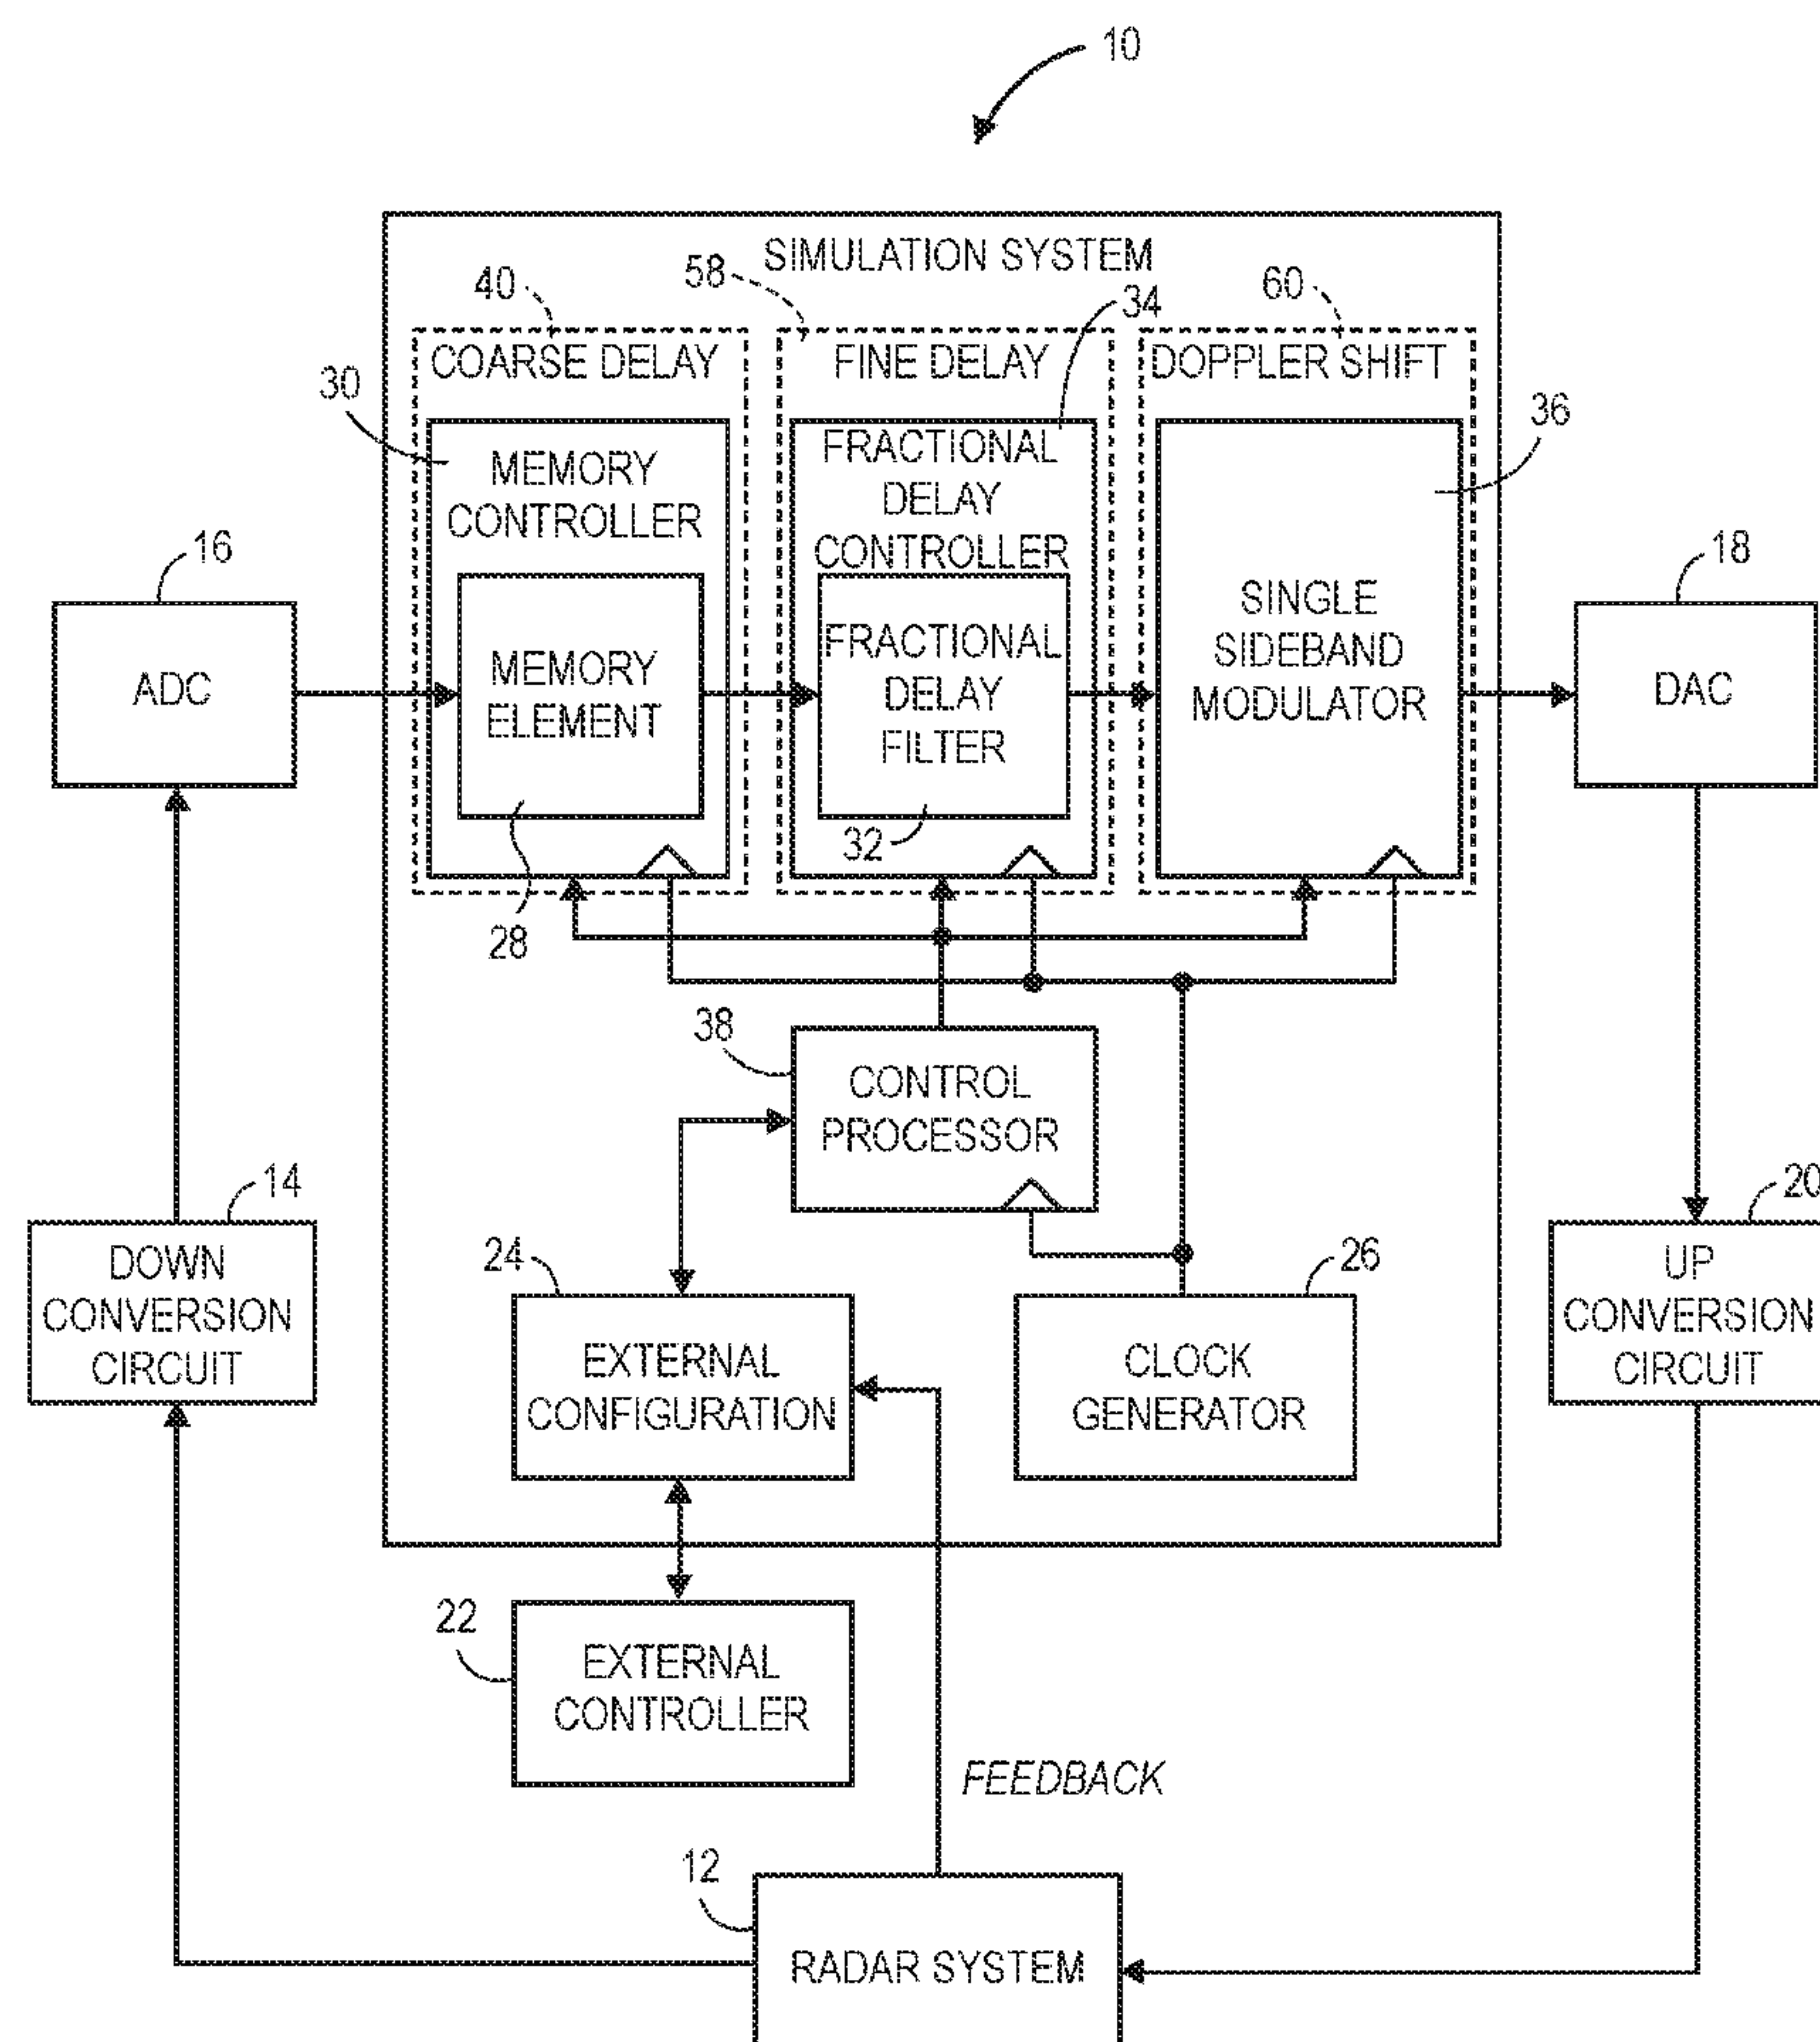 10
SIMULATION SYSTEM
40
58
34
60
COARSE DELAY
FINE DELAY
DOPPLER SHIFT
30
36
MEMORY
CONTROLLER
FRACTIONAL
DELAY
CONTROLLER
16
18
ADC
MEMORY
ELEMENT
FRACTIONAL
DELAY
FILTER
SINGLE
SIDEBAND
MODULATOR
DAC
32
28
38
CONTROL
PROCESSOR
14
20
DOWN
CONVERSION
CIRCUIT
24
26
UP
CONVERSION
CIRCUIT
EXTERNAL
CONFIGURATION
CLOCK
GENERATOR
22
EXTERNAL
CONTROLLER
FEEDBACK
12
RADAR SYSTEM